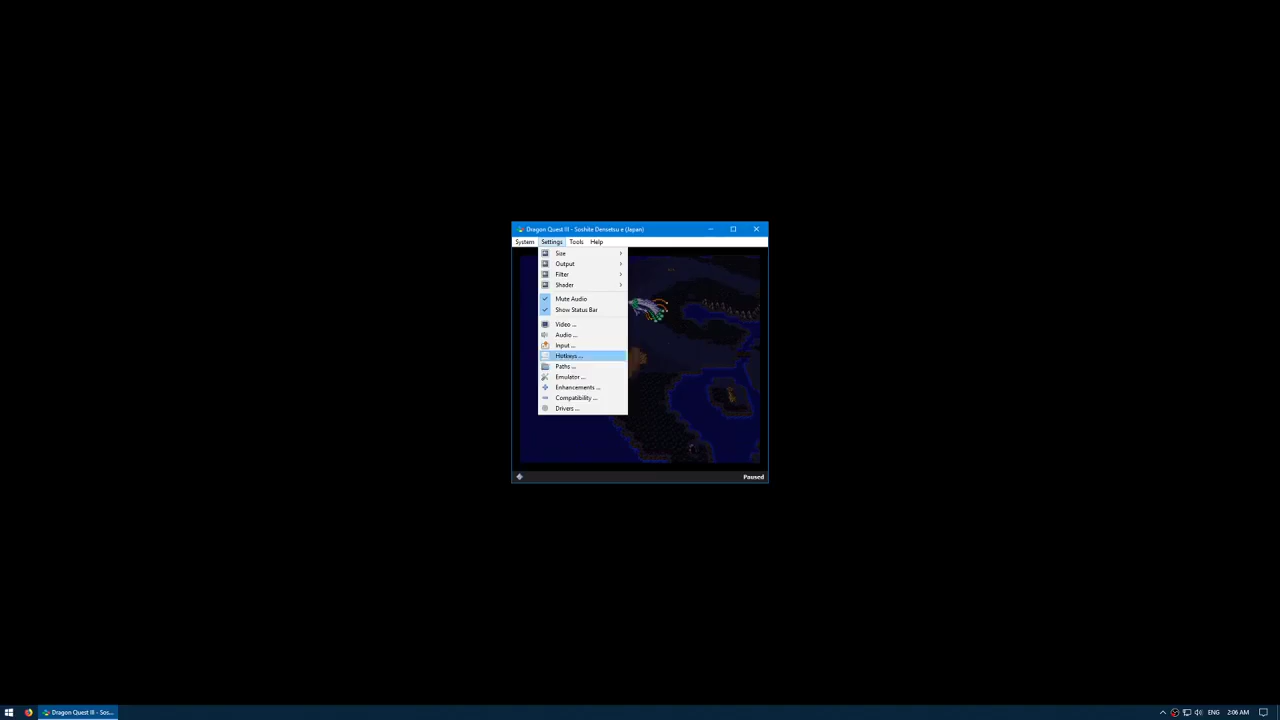 Dragon Quest III - Soshite Densetsu e (Japan)
System Settings Tools Help
Size
Output
Filter
Shader
Mute Audio
Show Status Bar
Video ...
Audio ...
Input ...
Hotkeys ...
Paths ...
Emulator ...
Enhancements ...
Compatibility ...
Drivers ...
Paused
Dragon Quest III - Sos...
ENG
2:06 AM